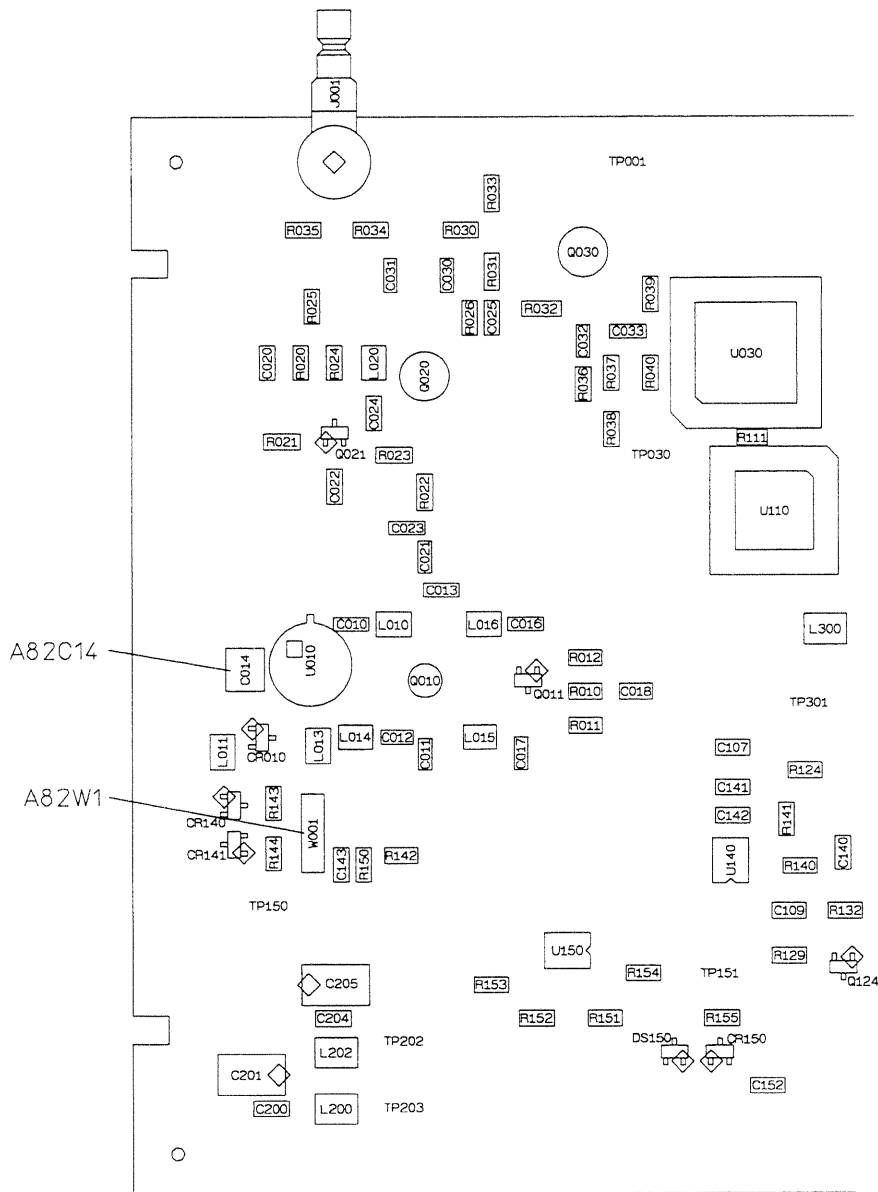 J001
TP001
R033
R035 R034 R030
Q030
C031 C030 R031
R039
R025 R026 C025 R032
C032 C033
C020 R020 R024 L020 Q020 R036 R037 R040 U030
C024
R038
R021 Q021 R023 TP030 R111
C022 R022
U110
C023
C021
C013
C010 L010 L016 C016 L300
A82C14 C014 U010 R012
Q010 Q011 R010 C018
TP301
R011
L011 CR010 L013 L014 C012 C011 L015 C017 C107
R124
C141
A82W1 CR140 R143 W001 C142 R141
CR141 R144 C143 R150 R142 U140 R140 C140
TP150 C109 R132
U150
R129
C205 R153 R154 TP151 Q124
C204 R152 R151 R155
TP202 DS150 CR150
L202
C201 C152
C200 L200 TP203